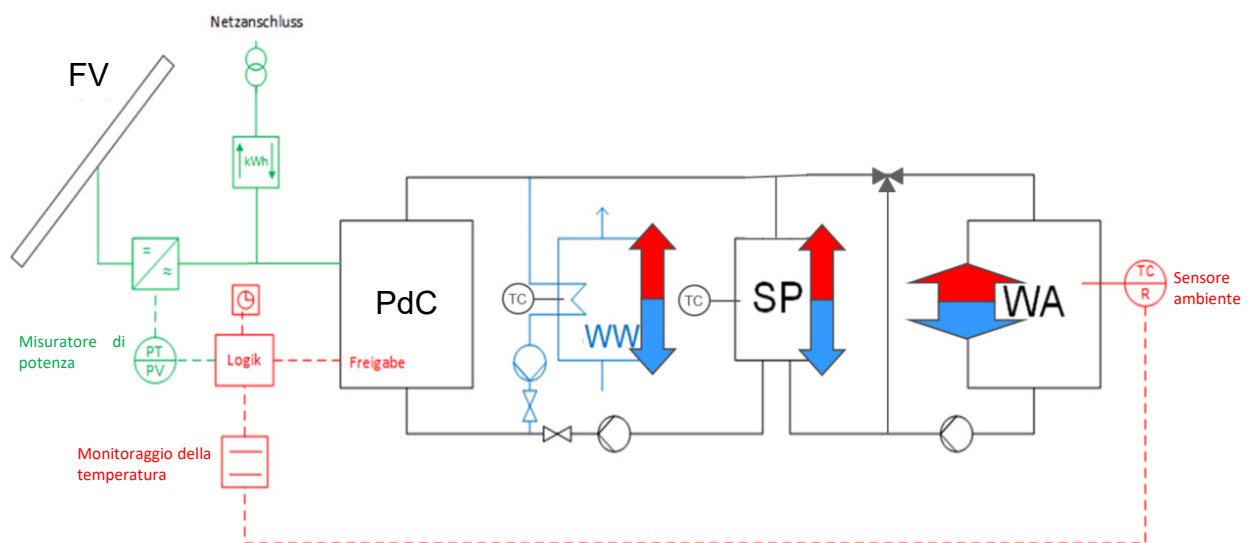 Netzanschluss
FV
kWh
=
≈
PdC
TC
WW
TC
SP
WA
TC
R
Sensore
ambiente
Misuratore di
potenza
PT
PV
Logik
Freigabe
Monitoraggio della
temperatura